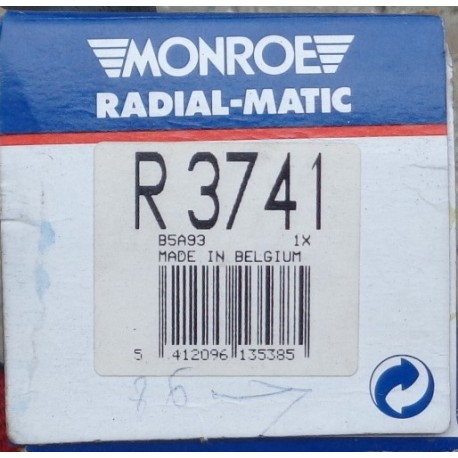 MONROE
RADIAL-MATIC
R 3741
B5A93 1X
MADE IN BELGIUM
5 412096 135385